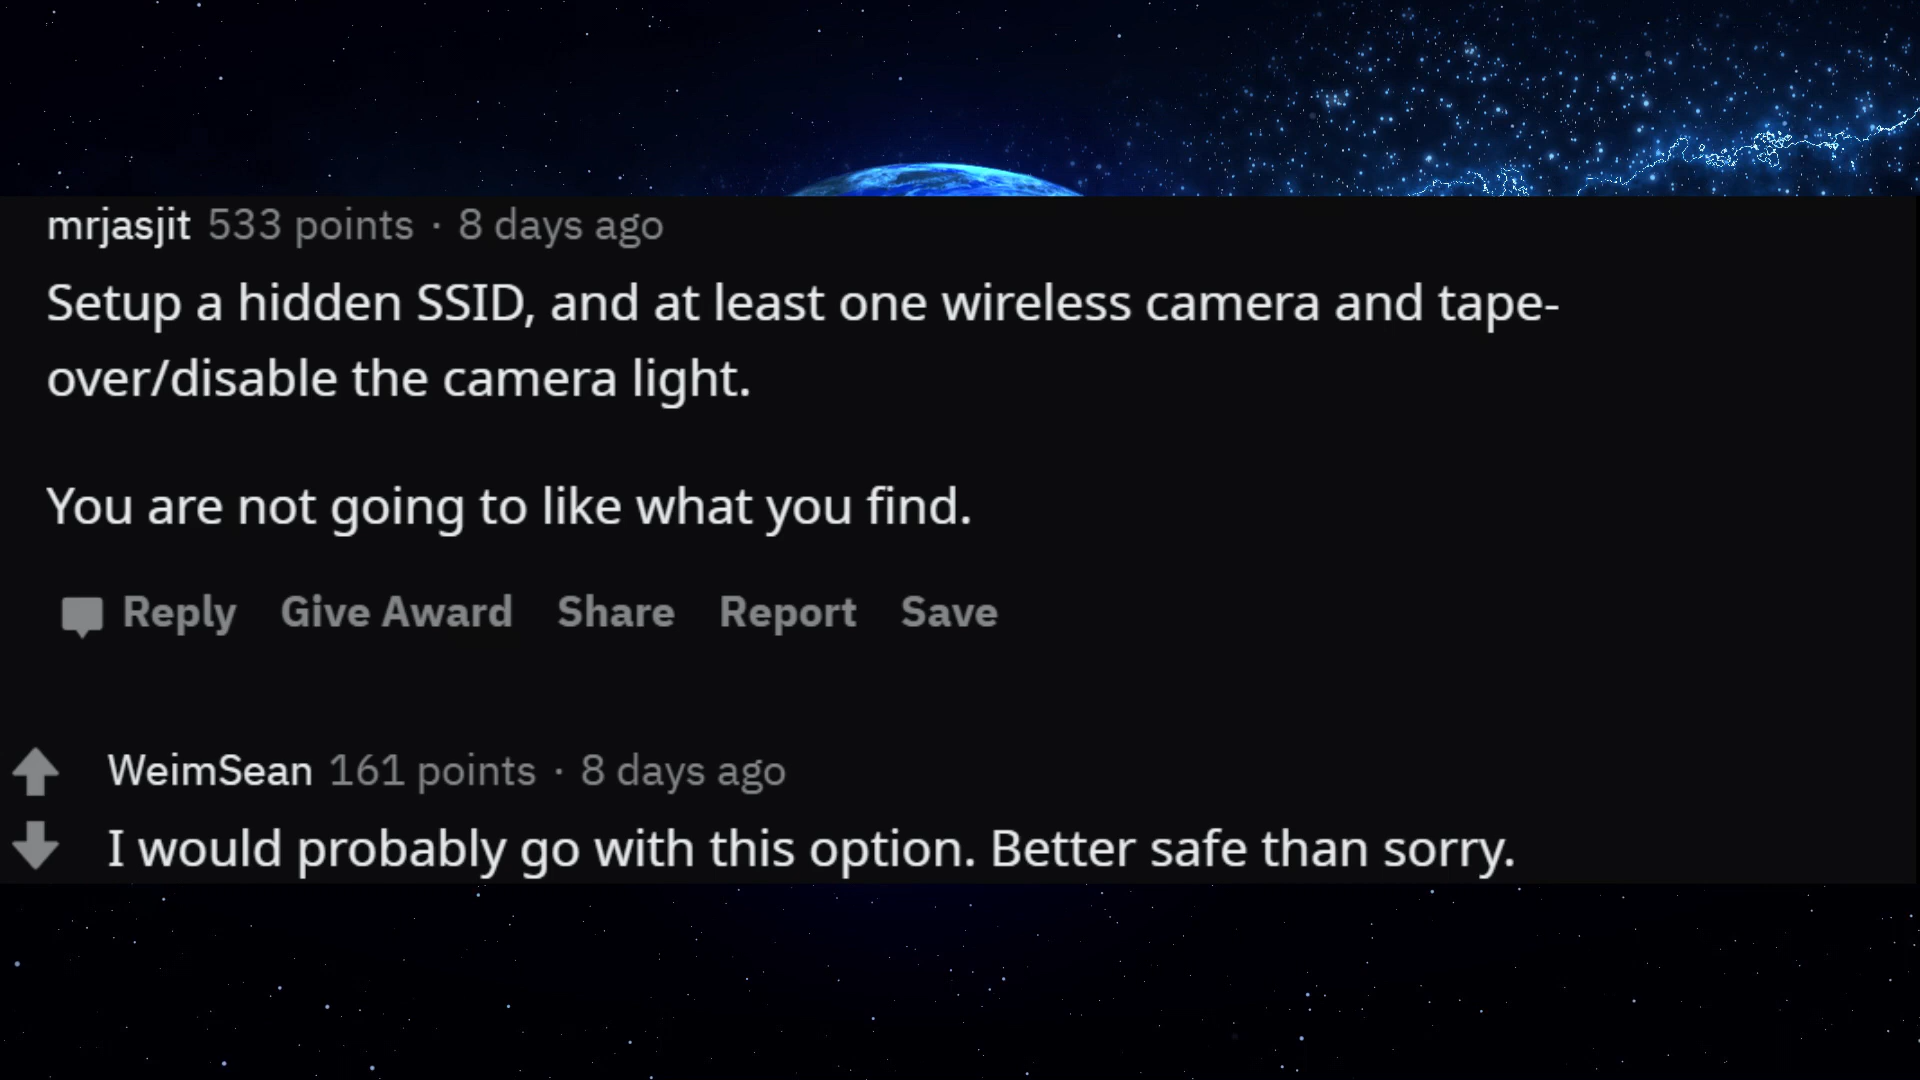 mrjasjit 533 points · 8 days ago
Setup a hidden SSID, and at least one wireless camera and tape-
over/disable the camera light.
You are not going to like what you find.
Reply Give Award Share Report Save
WeimSean 161 points · 8 days ago
I would probably go with this option. Better safe than sorry.